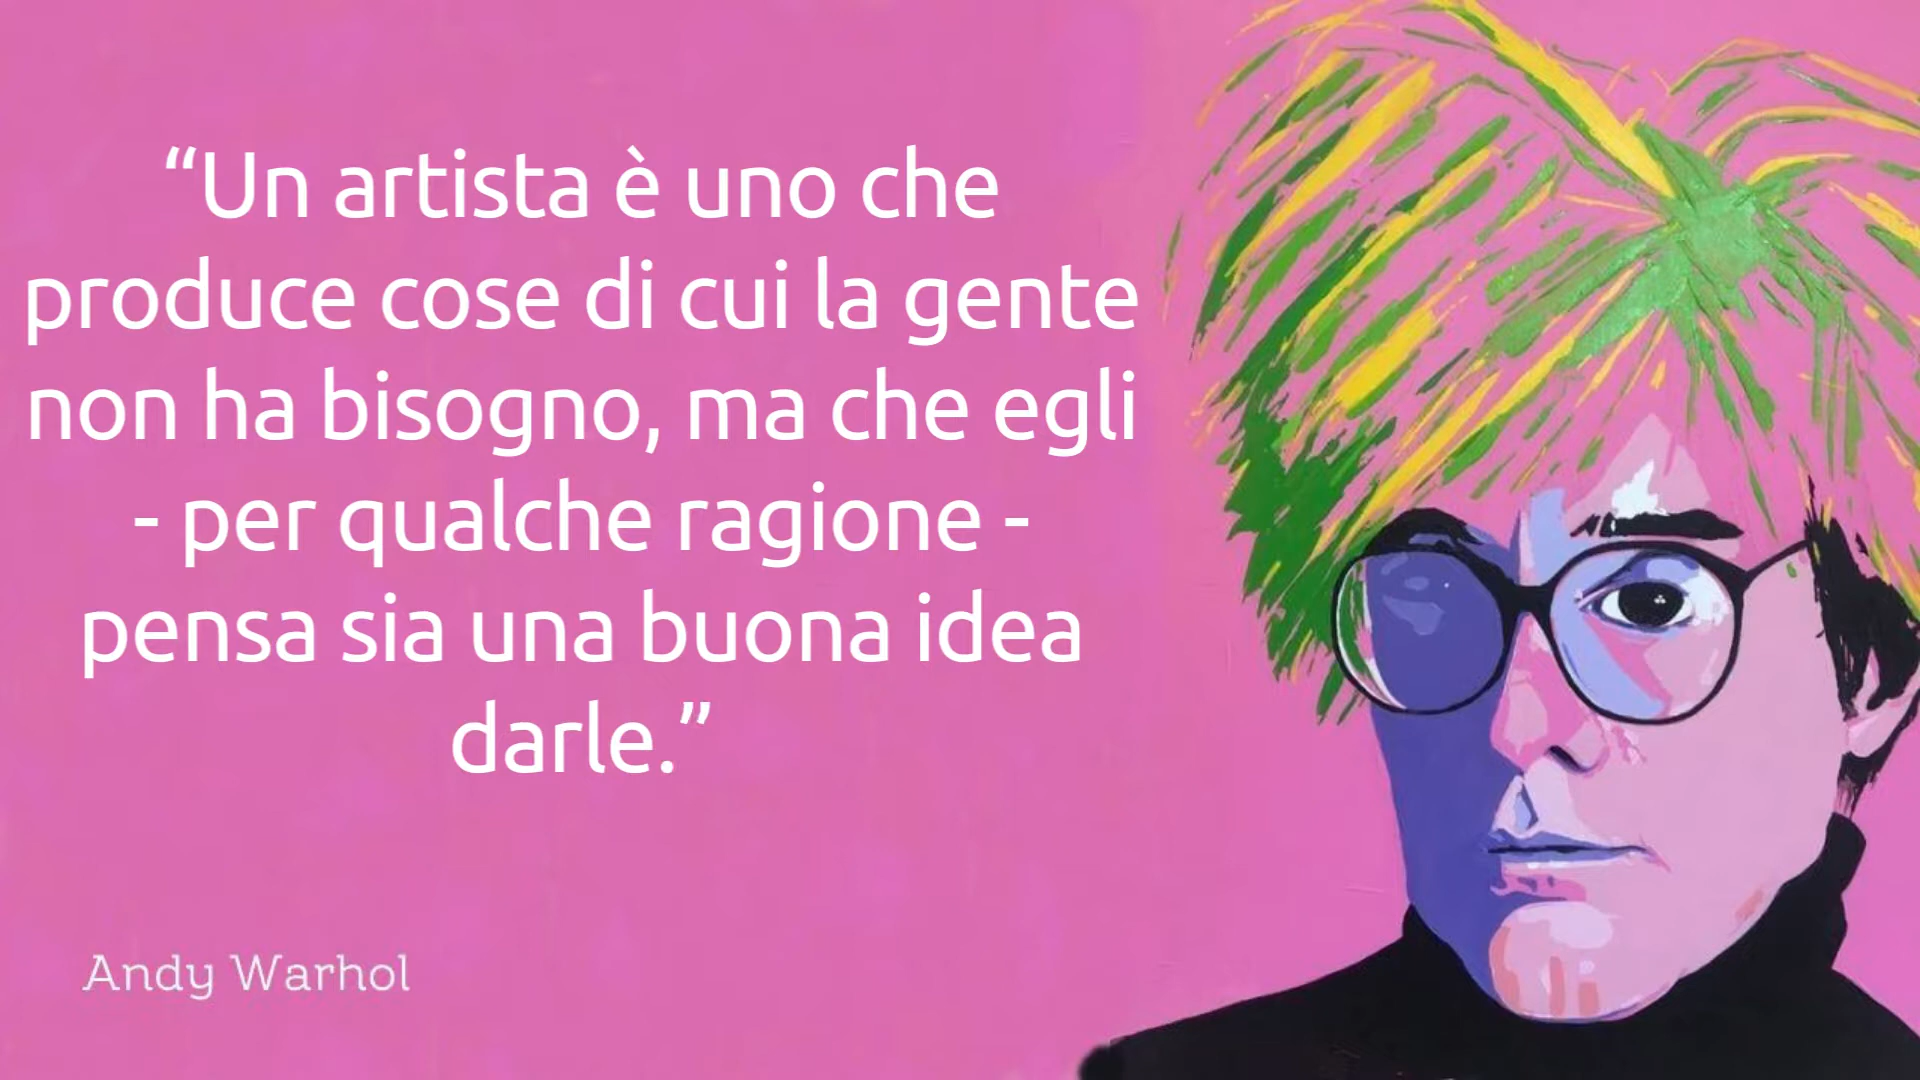 “Un artista è uno che
produce cose di cui la gente
non ha bisogno, ma che egli
- per qualche ragione -
pensa sia una buona idea
darle.”
Andy Warhol